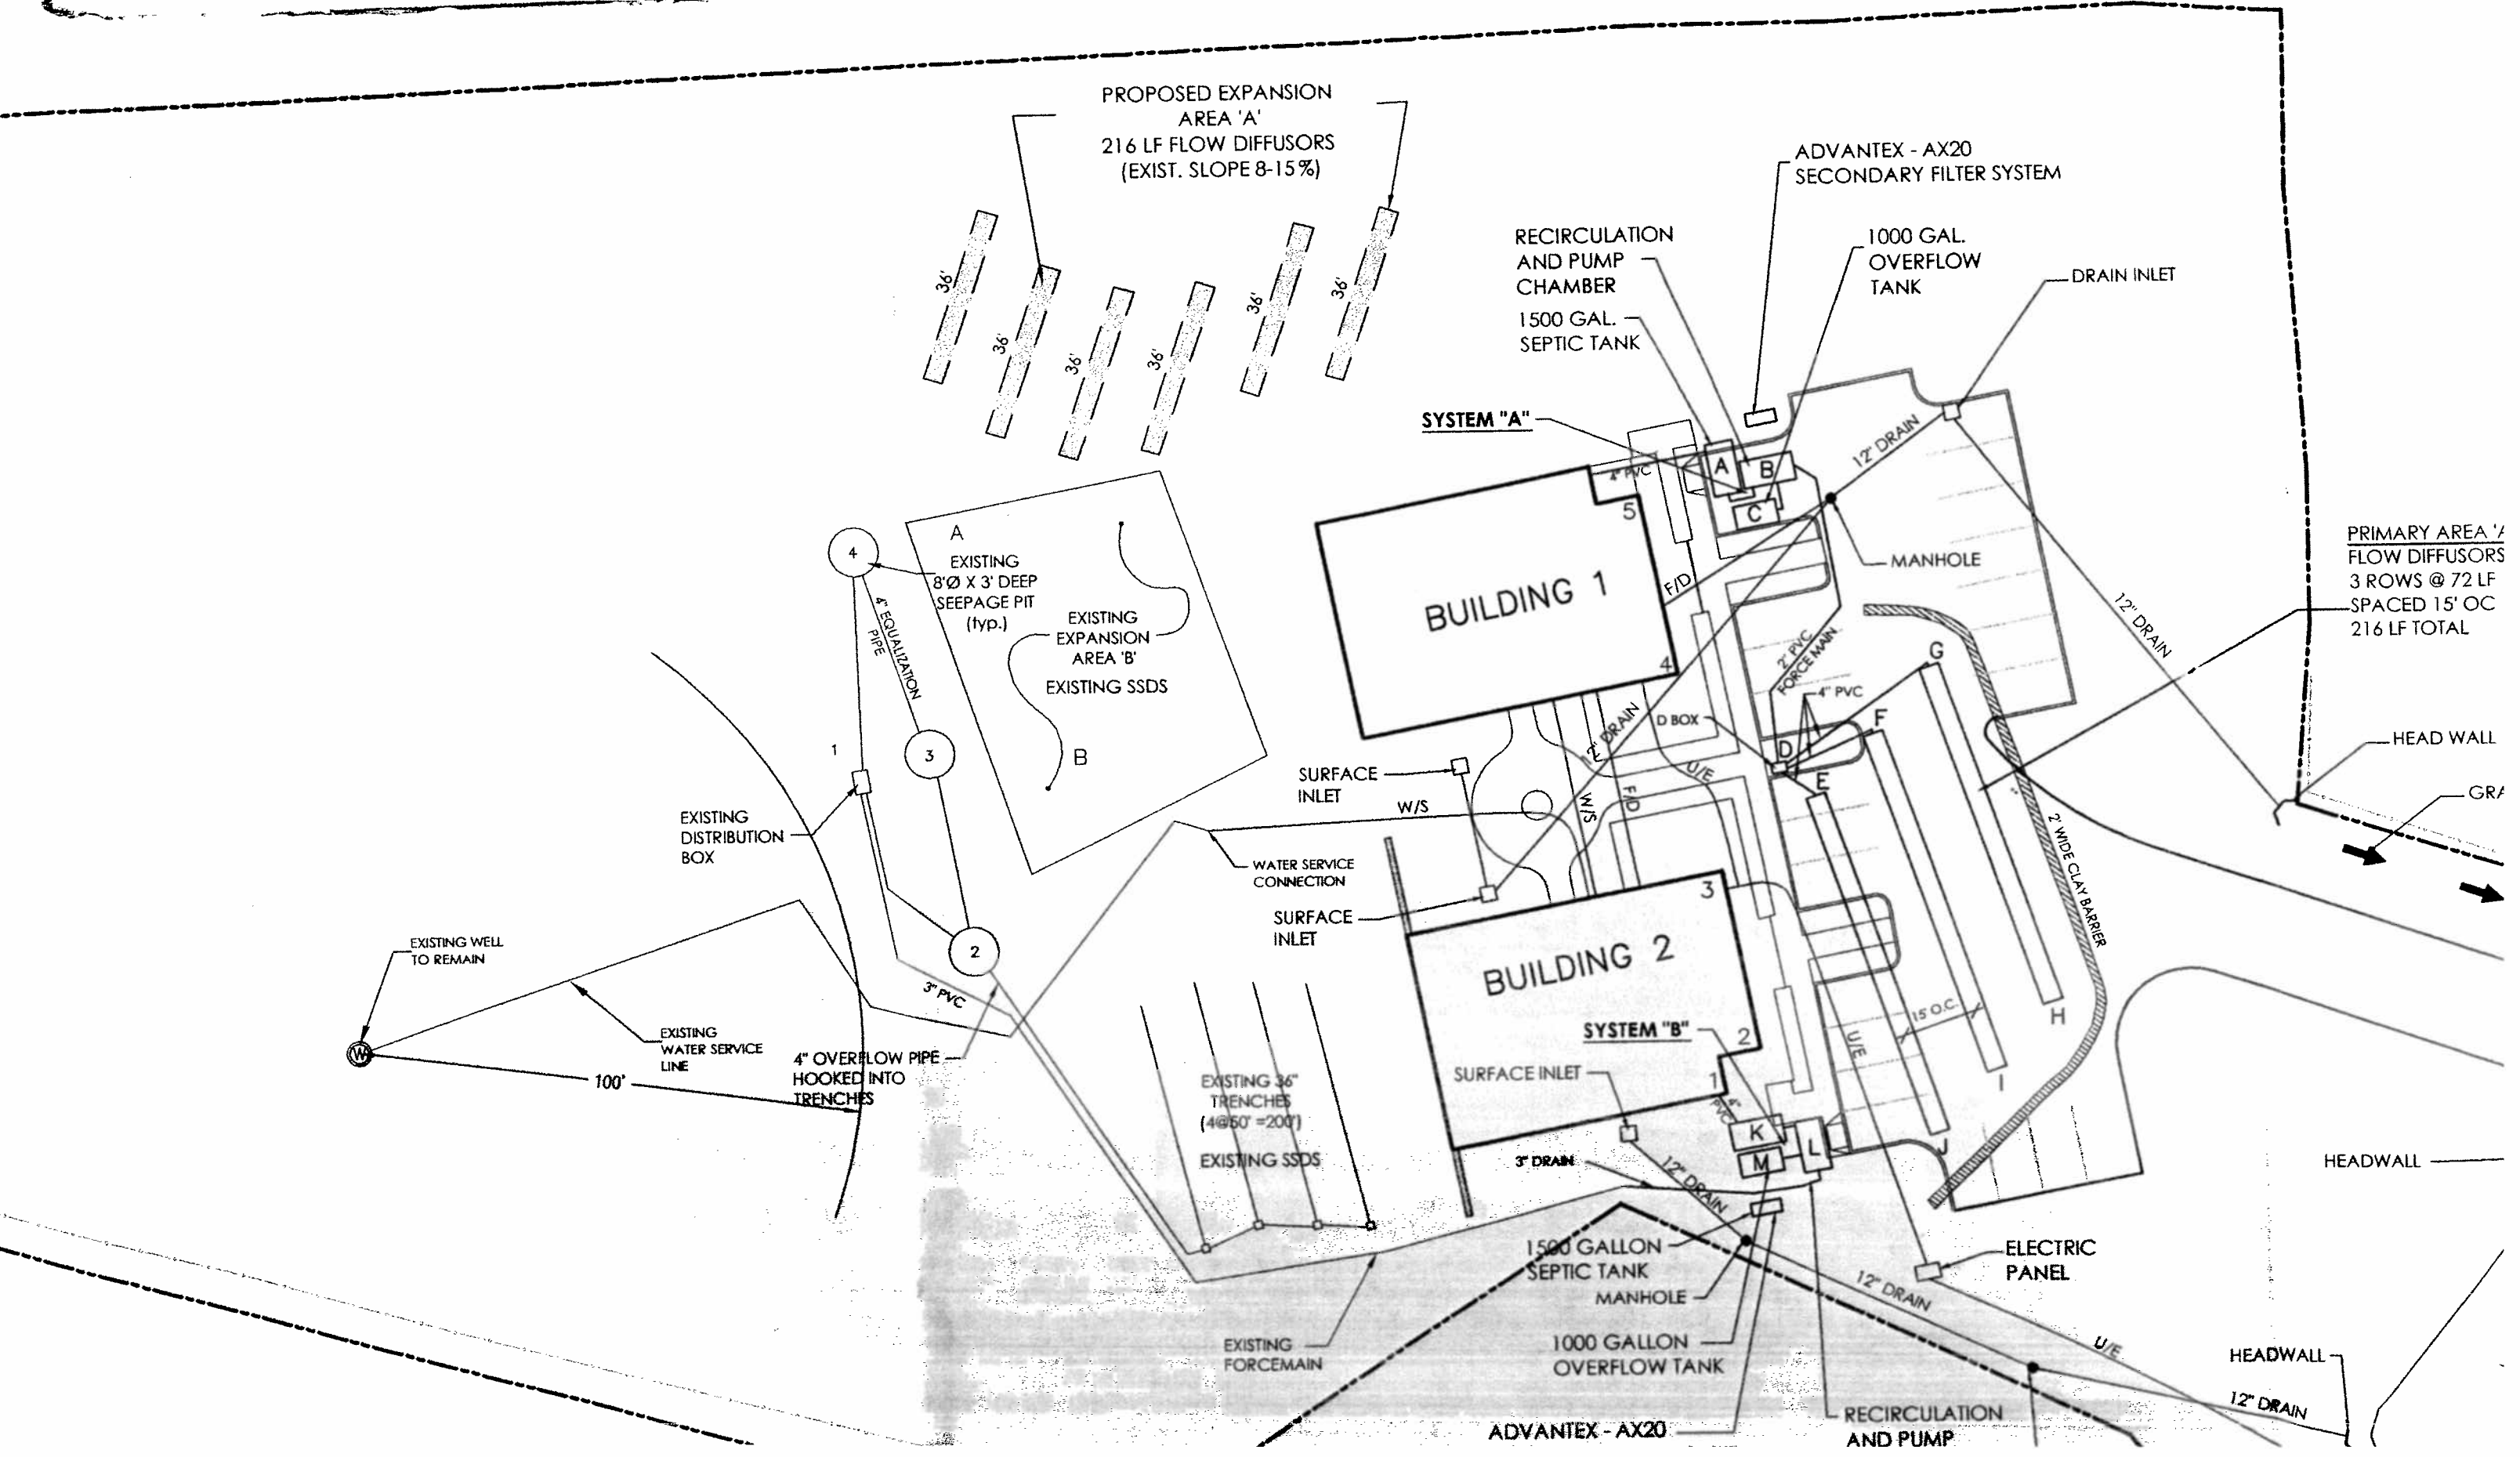 PROPOSED EXPANSION
AREA 'A'
216 LF FLOW DIFFUSORS
(EXIST. SLOPE 8-15%)
36'
36'
36'
36'
36'
36'
ADVANTEX - AX20
SECONDARY FILTER SYSTEM
RECIRCULATION
AND PUMP
CHAMBER
1500 GAL.
SEPTIC TANK
1000 GAL.
OVERFLOW
TANK
DRAIN INLET
SYSTEM "A"
12" DRAIN
4" PVC
A
B
C
5
4
BUILDING 1
F/D
MANHOLE
PRIMARY AREA 'A
FLOW DIFFUSORS
3 ROWS @ 72 LF
SPACED 15' OC
216 LF TOTAL
12" DRAIN
2" PVC
FORCE MAIN
4" PVC
D BOX
D
E
F
G
H
I
J
HEAD WALL
GRA
2' WIDE CLAY BARRIER
15' O.C.
4
A
EXISTING
8'Ø X 3' DEEP
SEEPAGE PIT
(typ.)
4" EQUALIZATION
PIPE
EXISTING
EXPANSION
AREA 'B'
EXISTING SSDS
B
3
1
EXISTING
DISTRIBUTION
BOX
2
SURFACE
INLET
W/S
W/S
F/D
U/E
DRAIN
WATER SERVICE
CONNECTION
SURFACE
INLET
3
BUILDING 2
2
1
SYSTEM "B"
SURFACE INLET
4"
PVC
K
L
M
U/E
EXISTING WELL
TO REMAIN
W
EXISTING
WATER SERVICE
LINE
100'
3" PVC
4" OVERFLOW PIPE
HOOKED INTO
TRENCHES
EXISTING 36"
TRENCHES
(4@50' =200')
EXISTING SSDS
3" DRAIN
12" DRAIN
1500 GALLON
SEPTIC TANK
MANHOLE
ELECTRIC
PANEL
12" DRAIN
U/E
HEADWALL
EXISTING
FORCEMAIN
1000 GALLON
OVERFLOW TANK
HEADWALL
12" DRAIN
ADVANTEX - AX20
RECIRCULATION
AND PUMP